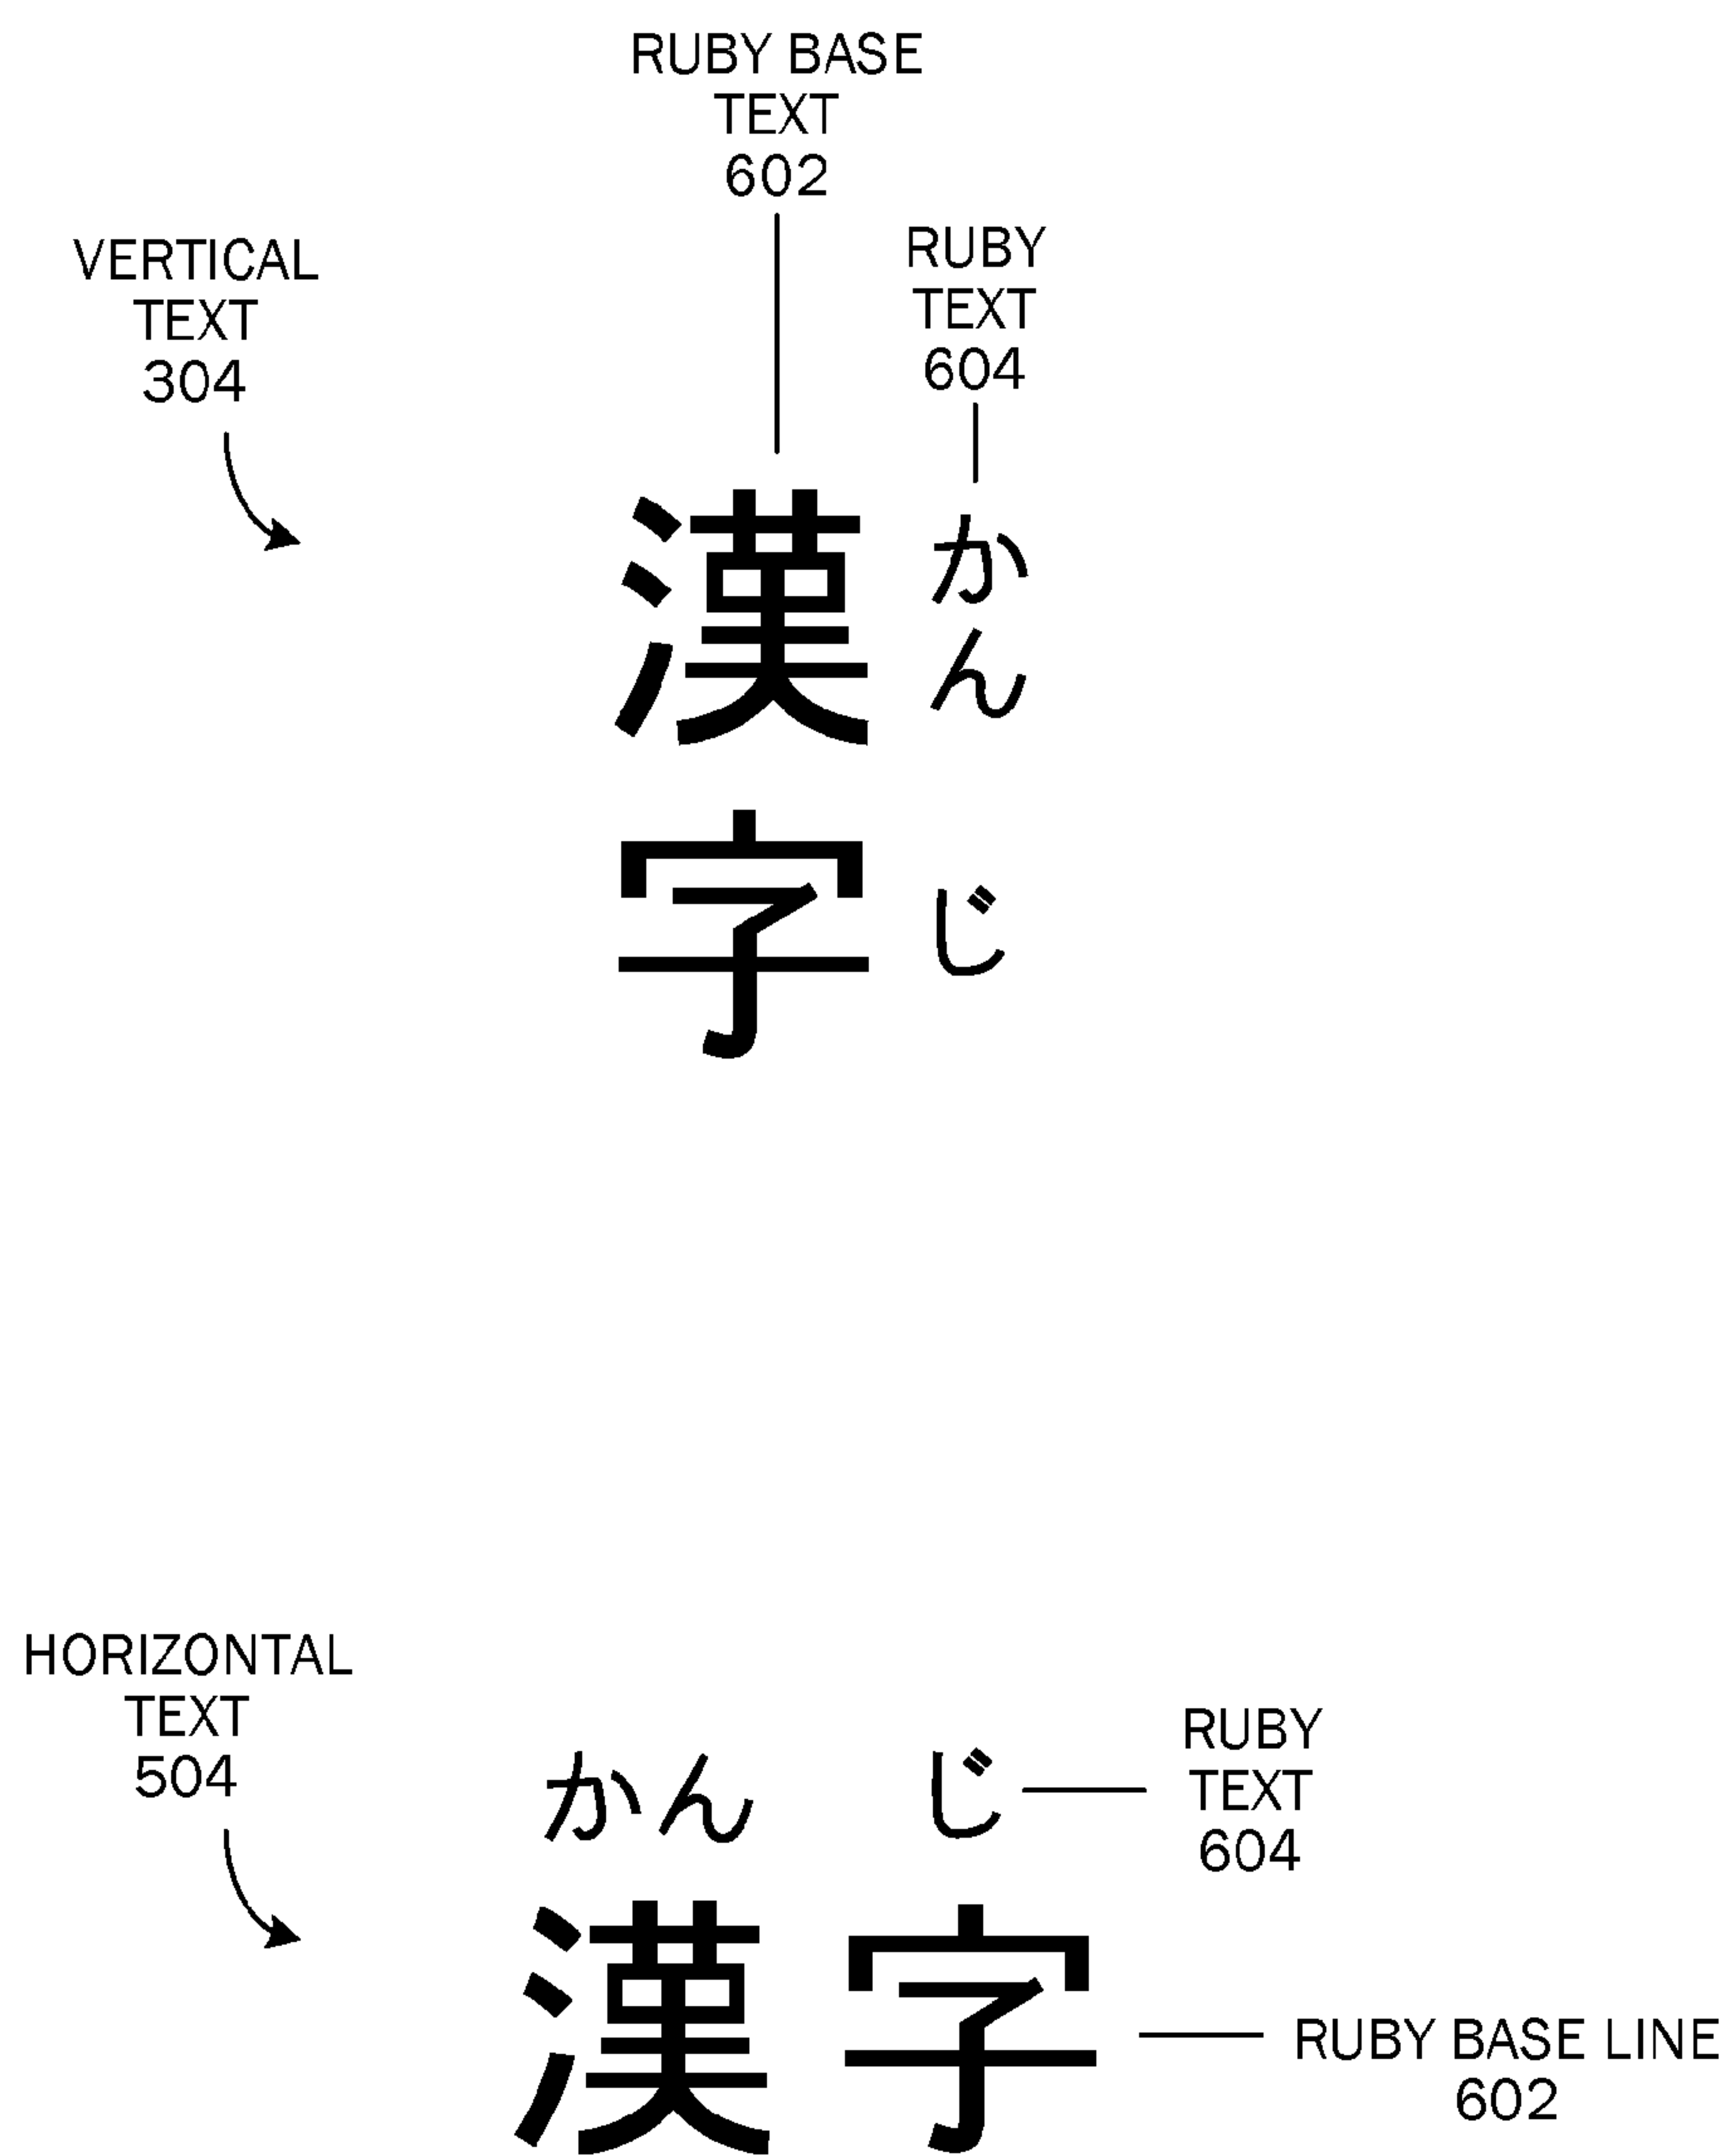 RUBY BASE
TEXT
602
VERTICAL
TEXT
304
RUBY
TEXT
604
漢字
かんじ
HORIZONTAL
TEXT
504
かん じ
漢字
RUBY
TEXT
604
RUBY BASE LINE
602